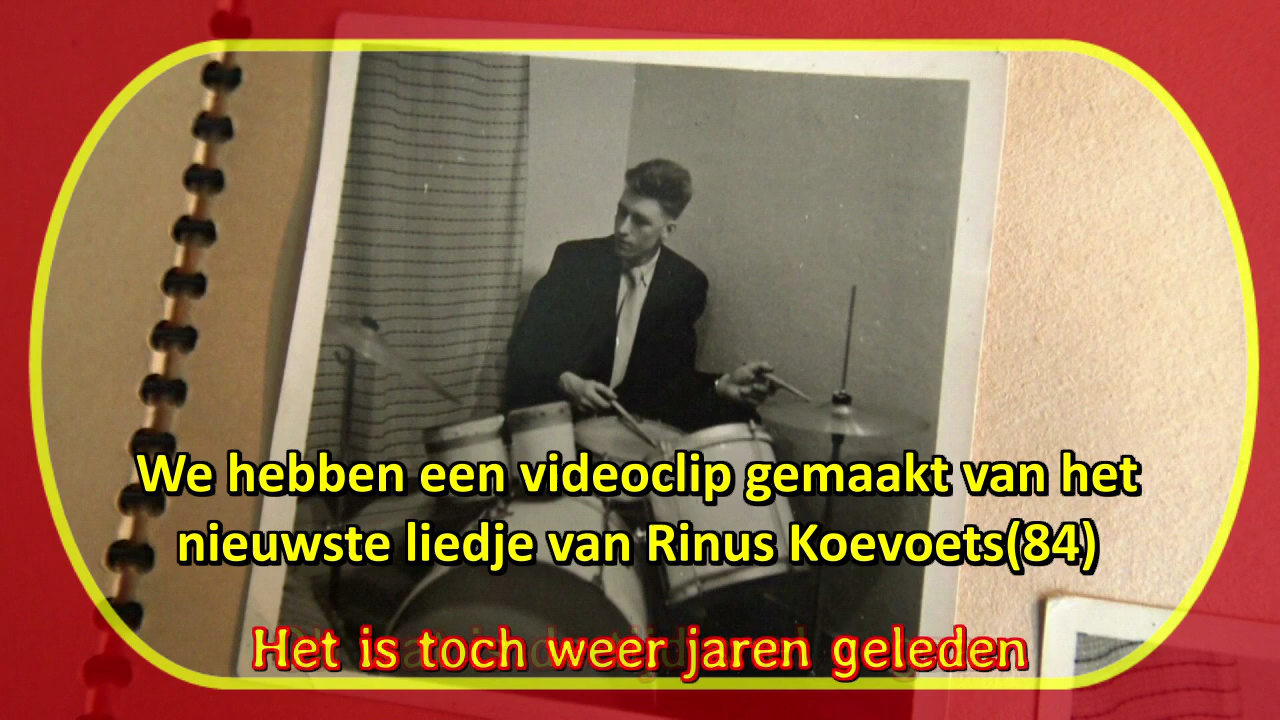 We hebben een videoclip gemaakt van het
nieuwste liedje van Rinus Koevoets(84)
Het is toch weer jaren geleden